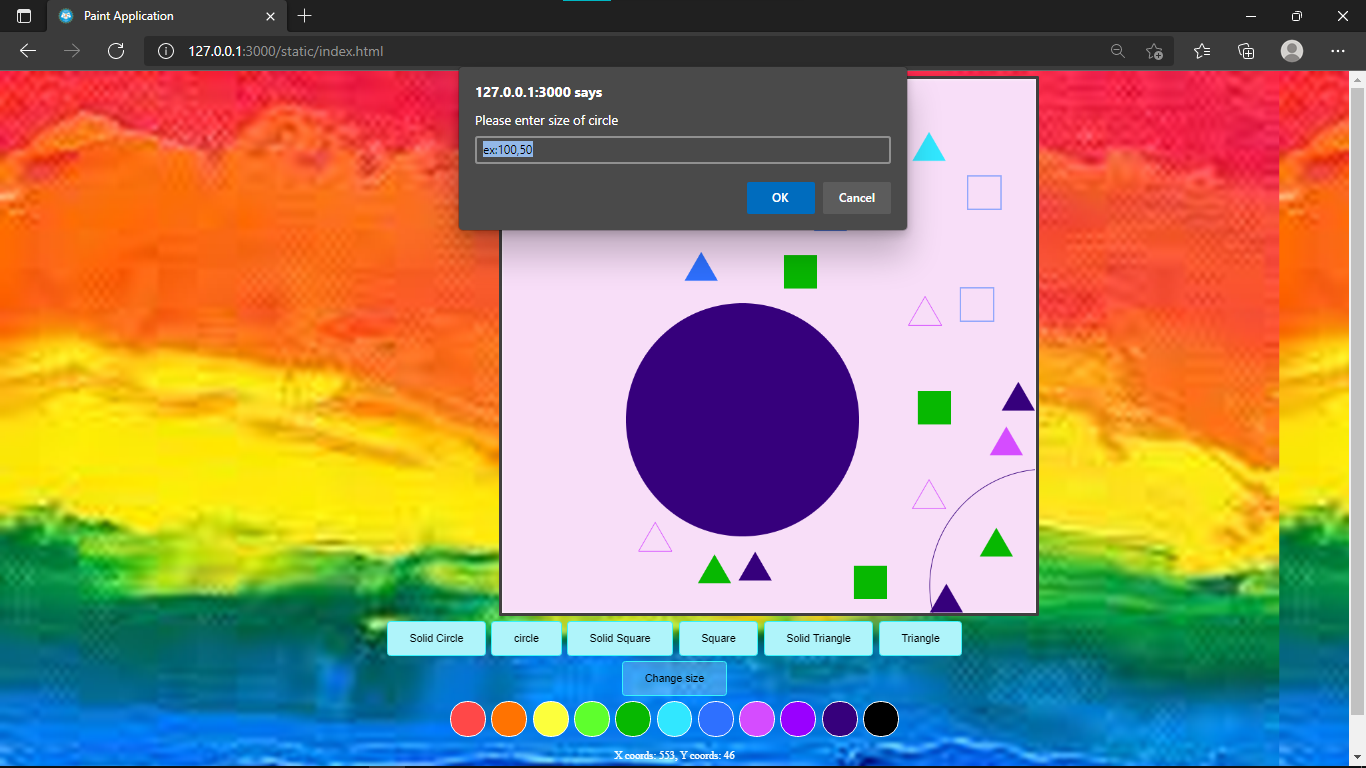 Paint Application
127.0.0.1:3000/static/index.html
127.0.0.1:3000 says
Please enter size of circle
ex:100,50
OK Cancel
Solid Circle circle Solid Square Square Solid Triangle Triangle
Change size
X coords: 553, Y coords: 46